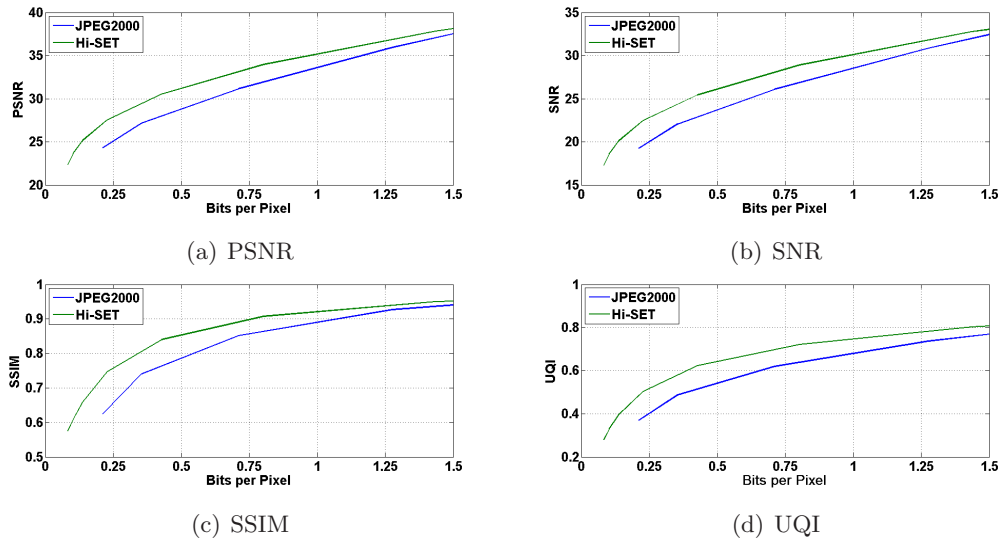 40
35
30
25
20
PSNR
JPEG2000
Hi-SET
0 0.25 0.5 0.75 1 1.25 1.5
Bits per Pixel
(a) PSNR
35
30
25
20
15
SNR
JPEG2000
Hi-SET
0 0.25 0.5 0.75 1 1.25 1.5
Bits per Pixel
(b) SNR
1
0.9
0.8
0.7
0.6
0.5
SSIM
JPEG2000
Hi-SET
0 0.25 0.5 0.75 1 1.25 1.5
Bits per Pixel
(c) SSIM
1
0.8
0.6
0.4
0.2
UQI
JPEG2000
Hi-SET
0 0.25 0.5 0.75 1 1.25 1.5
Bits per Pixel
(d) UQI